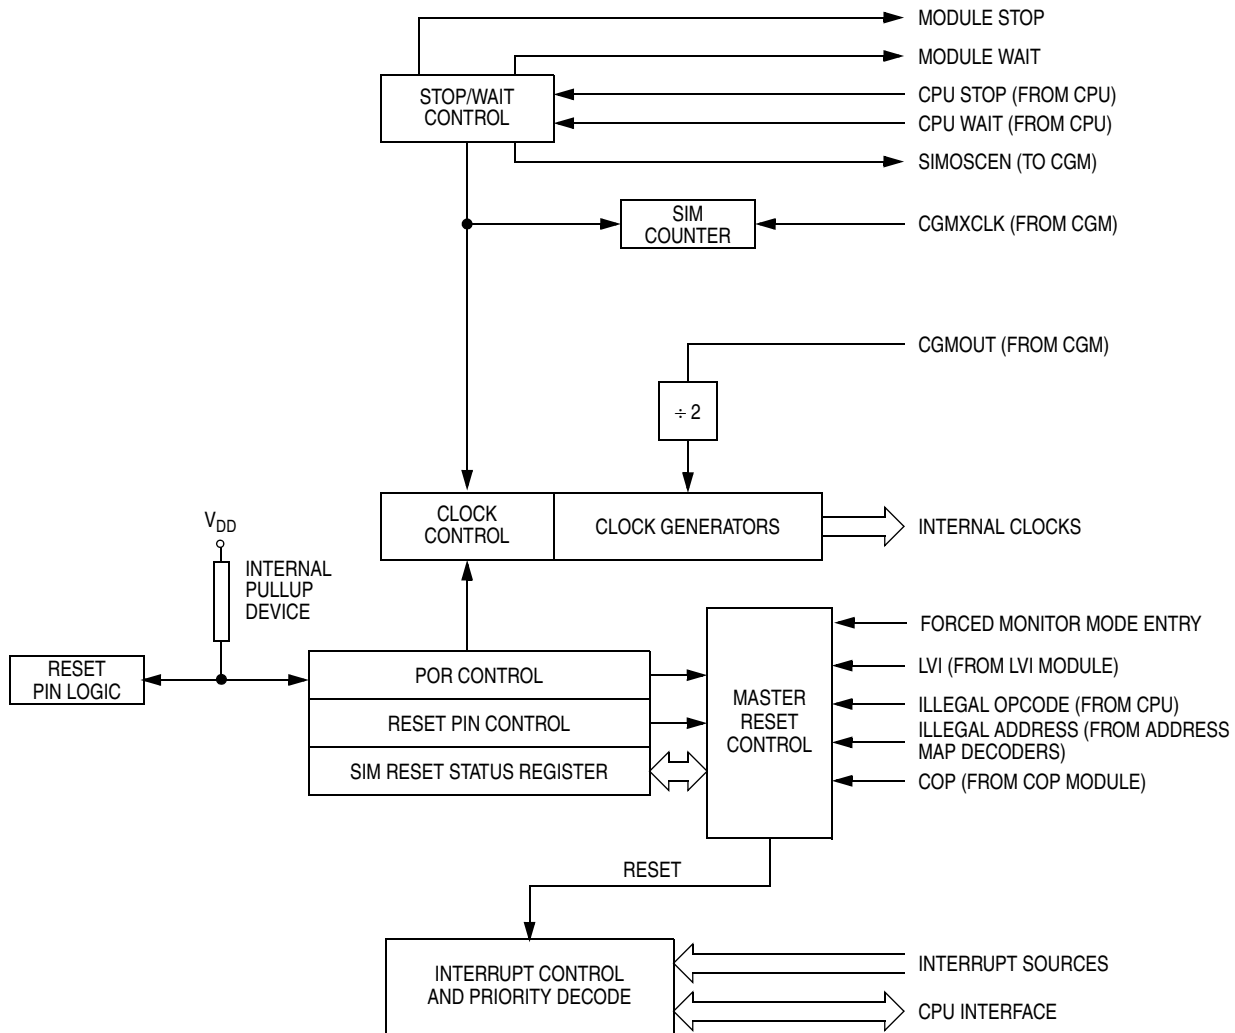 MODULE STOP
MODULE WAIT
STOP/WAIT
CONTROL
CPU STOP (FROM CPU)
CPU WAIT (FROM CPU)
SIMOSCEN (TO CGM)
SIM
COUNTER
CGMXCLK (FROM CGM)
CGMOUT (FROM CGM)
÷ 2
CLOCK
CONTROL
CLOCK GENERATORS
INTERNAL CLOCKS
VDD
INTERNAL
PULLUP
DEVICE
RESET
PIN LOGIC
POR CONTROL
RESET PIN CONTROL
SIM RESET STATUS REGISTER
MASTER
RESET
CONTROL
FORCED MONITOR MODE ENTRY
LVI (FROM LVI MODULE)
ILLEGAL OPCODE (FROM CPU)
ILLEGAL ADDRESS (FROM ADDRESS
MAP DECODERS)
COP (FROM COP MODULE)
RESET
INTERRUPT CONTROL
AND PRIORITY DECODE
INTERRUPT SOURCES
CPU INTERFACE